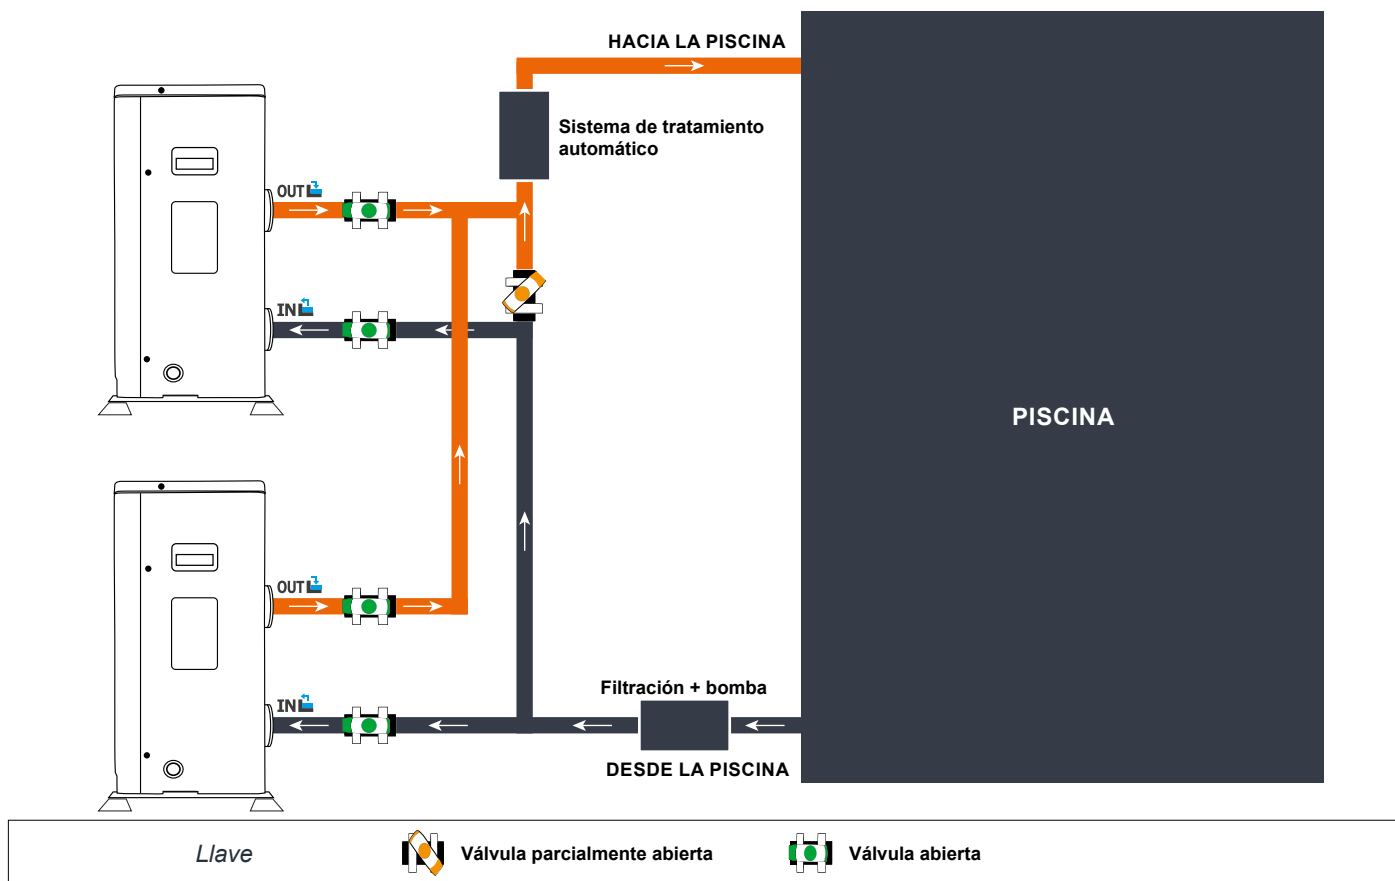 HACIA LA PISCINA
Sistema de tratamiento
automático
OUT
IN
PISCINA
OUT
IN
Filtración + bomba
DESDE LA PISCINA
Llave
Válvula parcialmente abierta
Válvula abierta